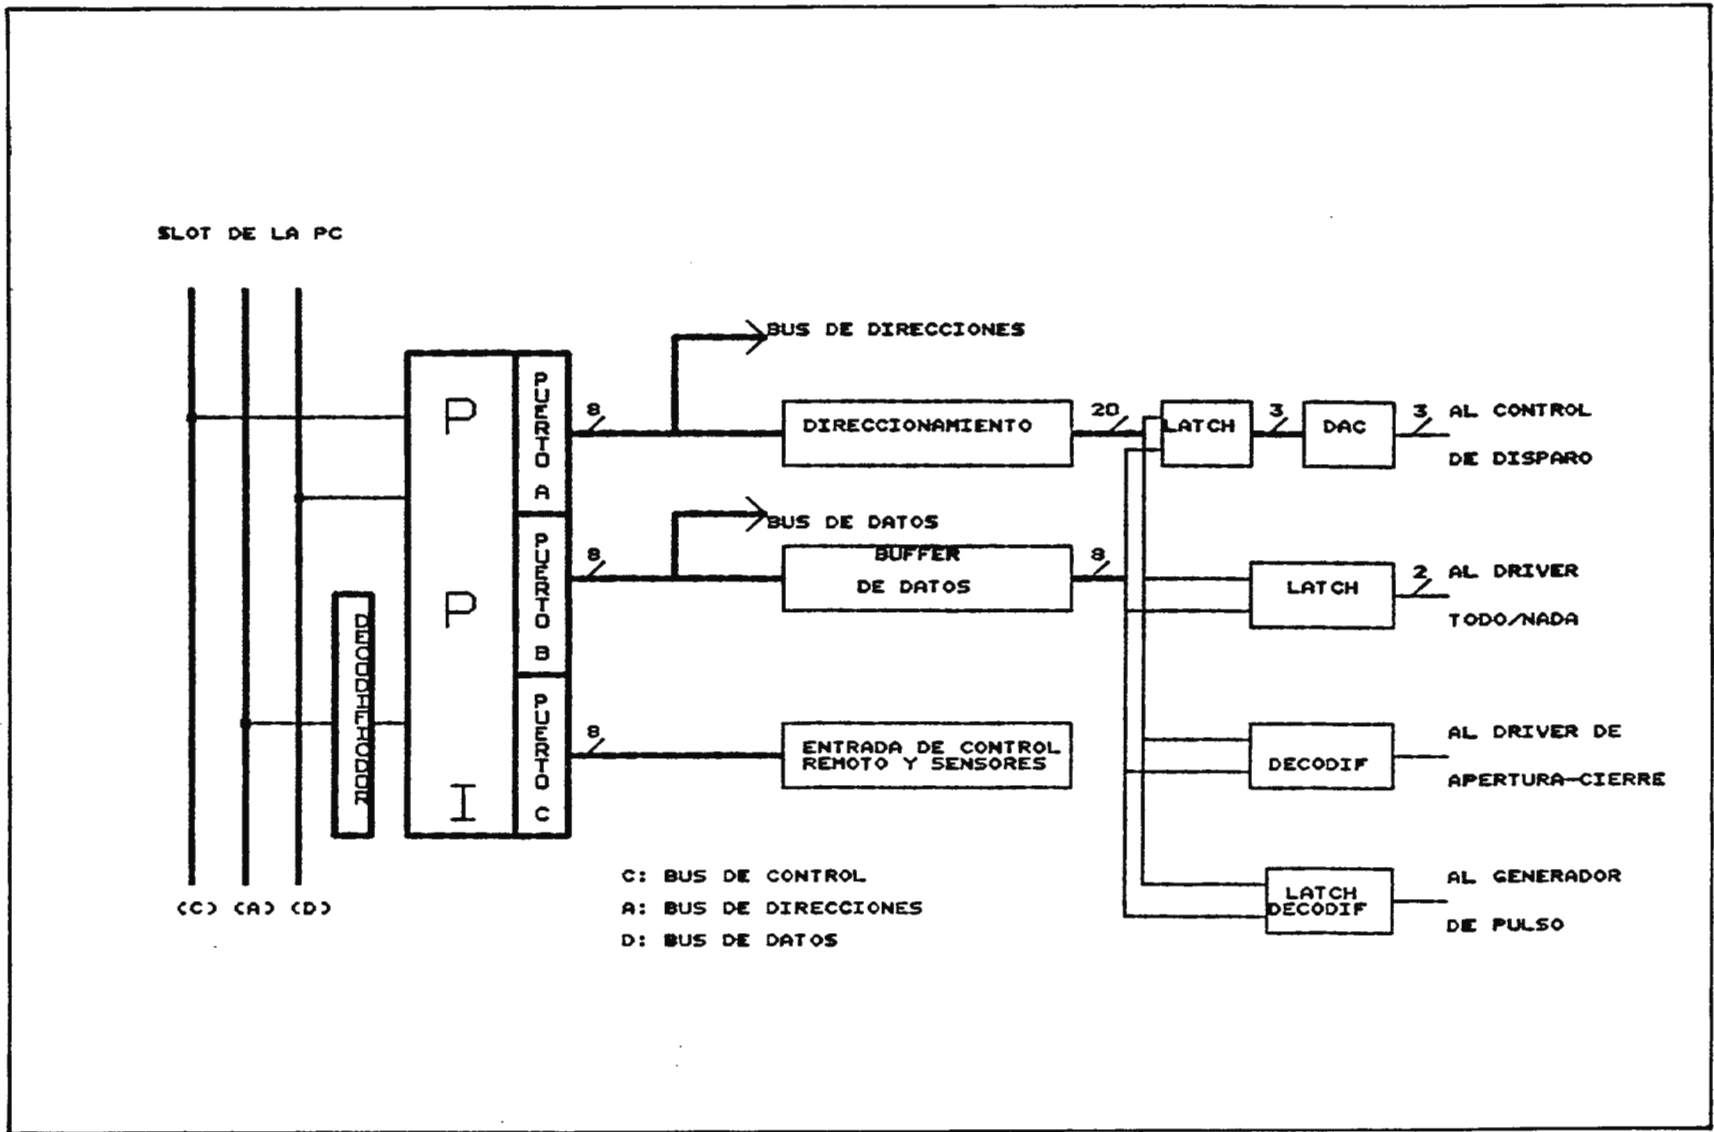 SLOT DE LA PC
BUS DE DIRECCIONES
PPI
PUERTO A
8
DIRECCIONAMIENTO
20
LATCH
3
DAC
3
AL CONTROL
DE DISPARO
BUS DE DATOS
PUERTO B
8
BUFFER
DE DATOS
8
LATCH
2
AL DRIVER
TODO/NADA
PUERTO C
8
ENTRADA DE CONTROL
REMOTO Y SENSORES
DECODIF
AL DRIVER DE
APERTURA-CIERRE
LATCH
DECODIF
AL GENERADOR
DE PULSO
(C) (A) (D)
C: BUS DE CONTROL
A: BUS DE DIRECCIONES
D: BUS DE DATOS